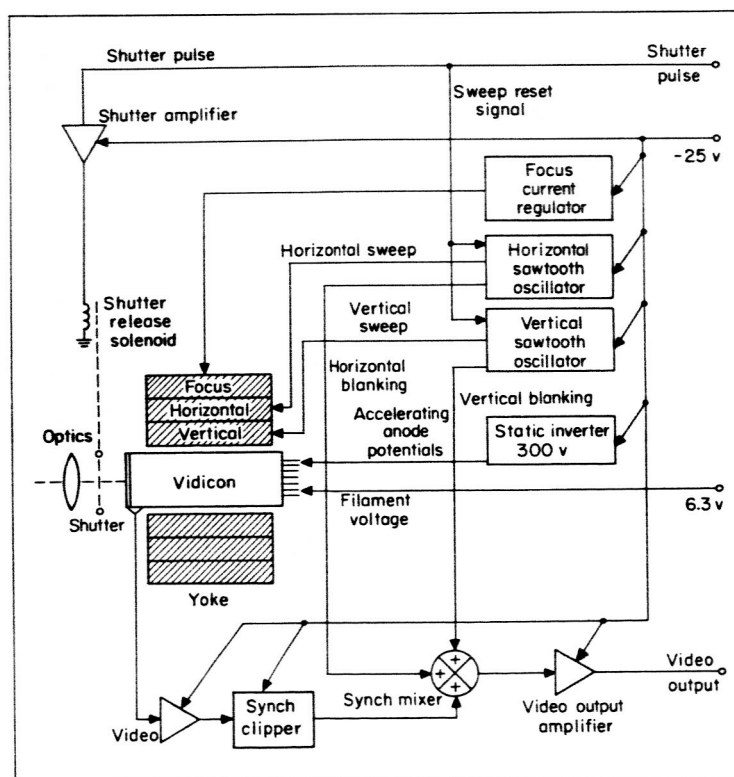 Shutter pulse
Shutter
pulse
Sweep reset
signal
Shutter amplifier
-25 v
Focus
current
regulator
Horizontal sweep
Horizontal
sawtooth
oscillator
Shutter
release
solenoid
Vertical
sweep
Vertical
sawtooth
oscillator
Horizontal
blanking
Focus
Horizontal
Vertical
Vertical blanking
Accelerating
anode
potentials
Static inverter
300 v
Optics
Vidicon
Filament
voltage
6.3 v
Shutter
Yoke
+
+
+
Video
output
Synch mixer
Video output
amplifier
Video
Synch
clipper